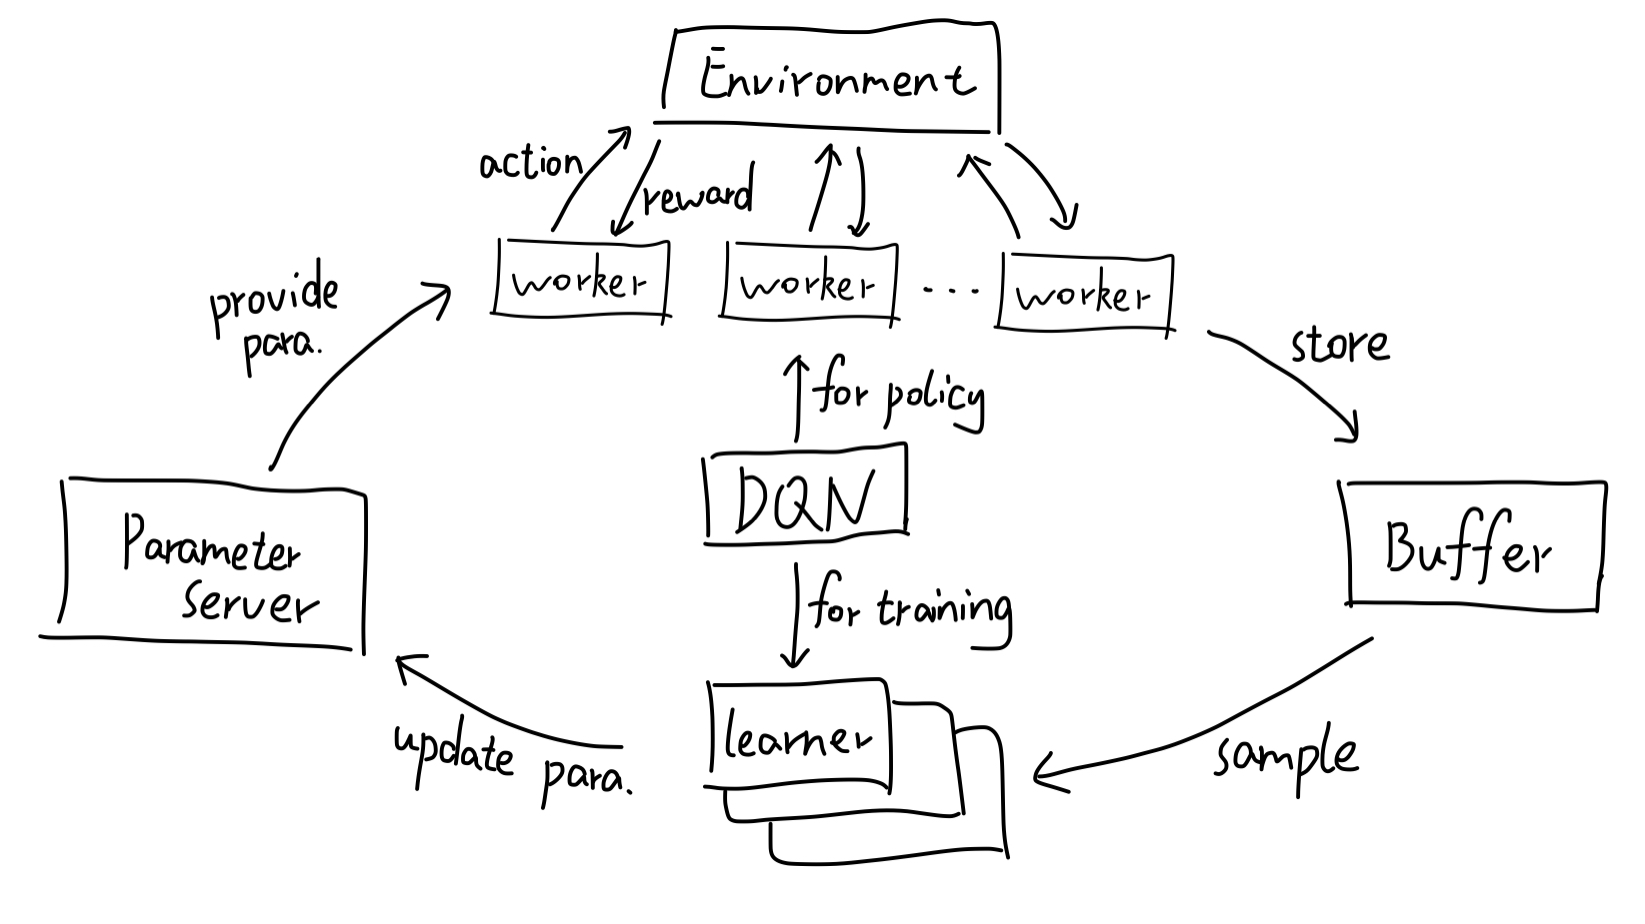 Environment
action
reward
worker
worker
...
worker
provide
para.
store
for policy
DQN
Parameter
Server
Buffer
for training
learner
update para.
sample